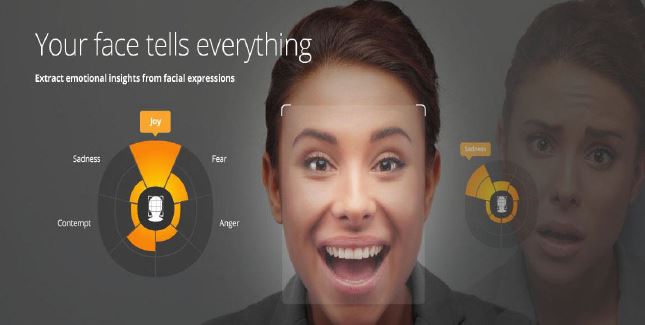 Your face tells everything
Extract emotional insights from facial expressions
Joy
Sadness
Fear
Contempt
Anger
Sadness